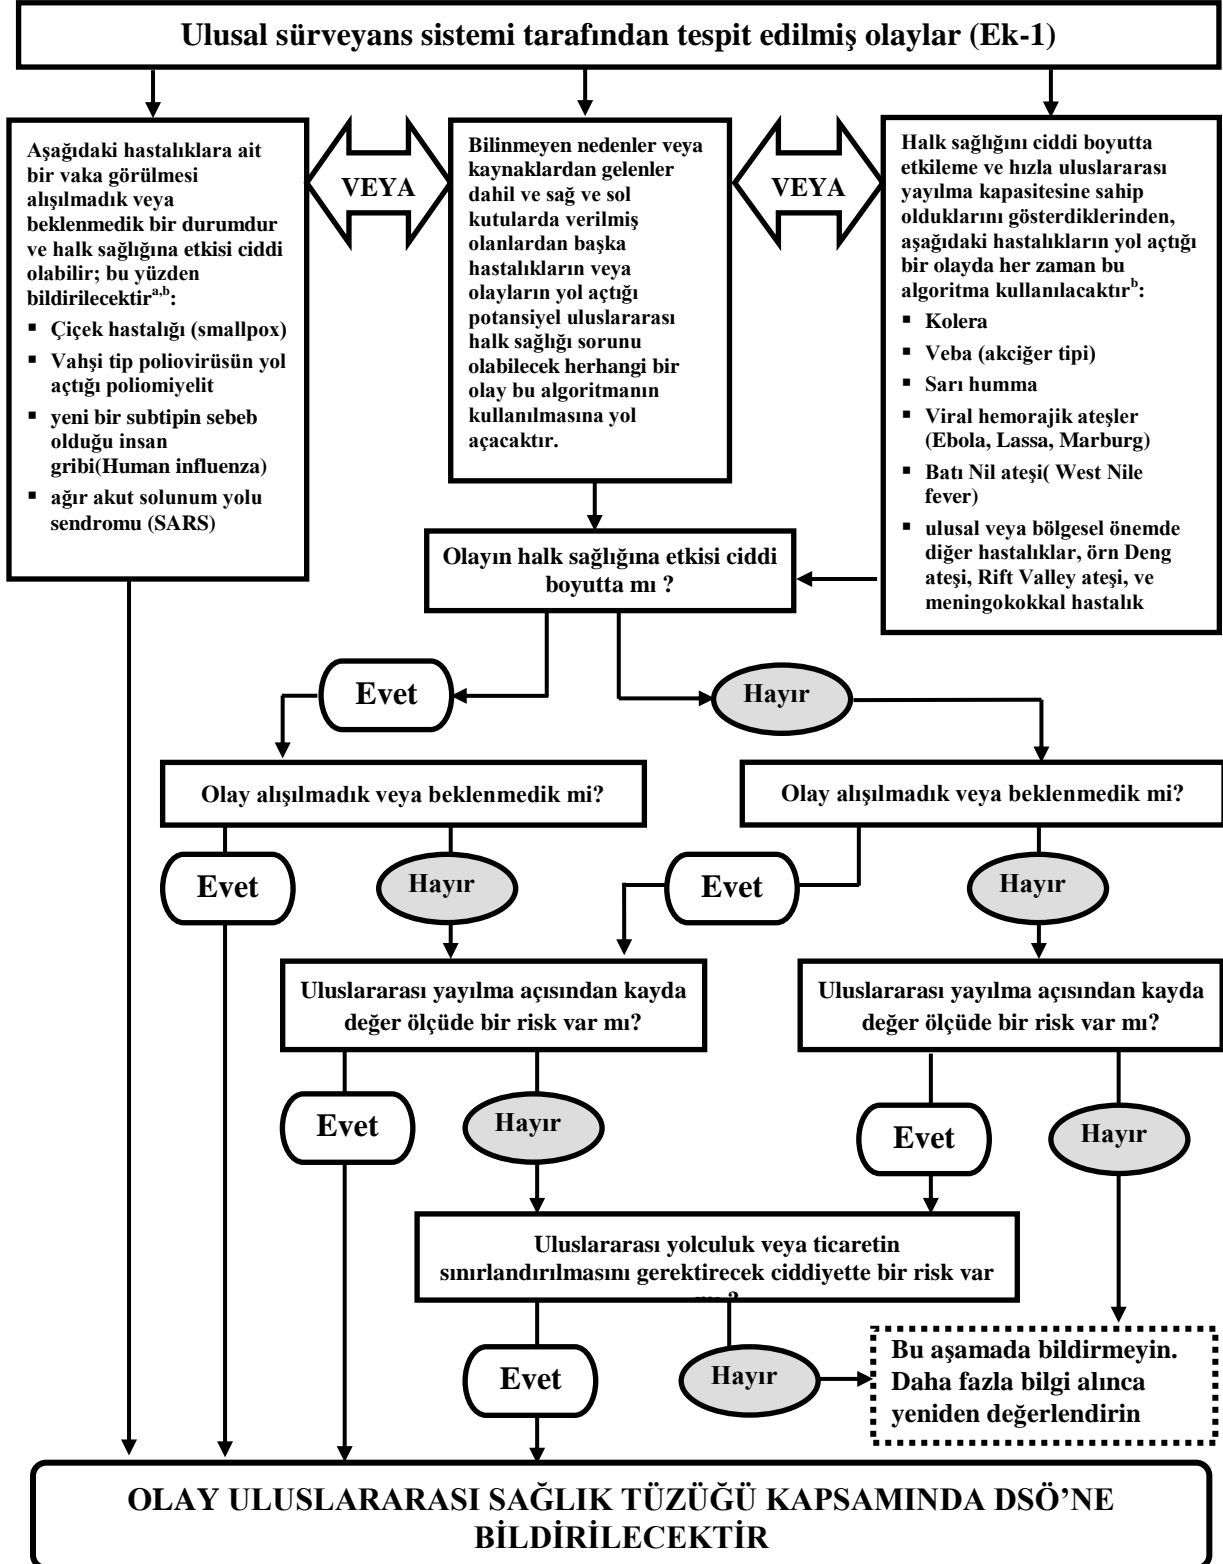 Ulusal sürveyans sistemi tarafından tespit edilmiş olaylar (Ek-1)
Aşağıdaki hastalıklara ait
bir vaka görülmesi
alışılmadık veya
beklenmedik bir durumdur
ve halk sağlığına etkisi ciddi
olabilir; bu yüzden
bildirilecektir^a,b:
▪ Çiçek hastalığı (smallpox)
▪ Vahşi tip poliovirüsün yol
açtığı poliomiyelit
▪ yeni bir subtipin sebeb
olduğu insan
gribi(Human influenza)
▪ ağır akut solunum yolu
sendromu (SARS)
VEYA
Bilinmeyen nedenler veya
kaynaklardan gelenler
dahil ve sağ ve sol
kutularda verilmiş
olanlardan başka
hastalıkların veya
olayların yol açtığı
potansiyel uluslararası
halk sağlığı sorunu
olabilecek herhangi bir
olay bu algoritmanın
kullanılmasına yol
açacaktır.
VEYA
Halk sağlığını ciddi boyutta
etkileme ve hızla uluslararası
yayılma kapasitesine sahip
olduklarını gösterdiklerinden,
aşağıdaki hastalıkların yol açtığı
bir olayda her zaman bu
algoritma kullanılacaktır^b:
▪ Kolera
▪ Veba (akciğer tipi)
▪ Sarı humma
▪ Viral hemorajik ateşler
(Ebola, Lassa, Marburg)
▪ Batı Nil ateşi( West Nile
fever)
▪ ulusal veya bölgesel önemde
diğer hastalıklar, örn Deng
ateşi, Rift Valley ateşi, ve
meningokokkal hastalık
Olayın halk sağlığına etkisi ciddi
boyutta mı ?
Evet
Hayır
Olay alışılmadık veya beklenmedik mi?
Olay alışılmadık veya beklenmedik mi?
Evet
Hayır
Evet
Hayır
Uluslararası yayılma açısından kayda
değer ölçüde bir risk var mı?
Uluslararası yayılma açısından kayda
değer ölçüde bir risk var mı?
Evet
Hayır
Evet
Hayır
Uluslararası yolculuk veya ticaretin
sınırlandırılmasını gerektirecek ciddiyette bir risk var
Evet
Hayır
Bu aşamada bildirmeyin.
Daha fazla bilgi alınca
yeniden değerlendirin
OLAY ULUSLARARASI SAĞLIK TÜZÜĞÜ KAPSAMINDA DSÖ’NE
BİLDİRİLECEKTİR